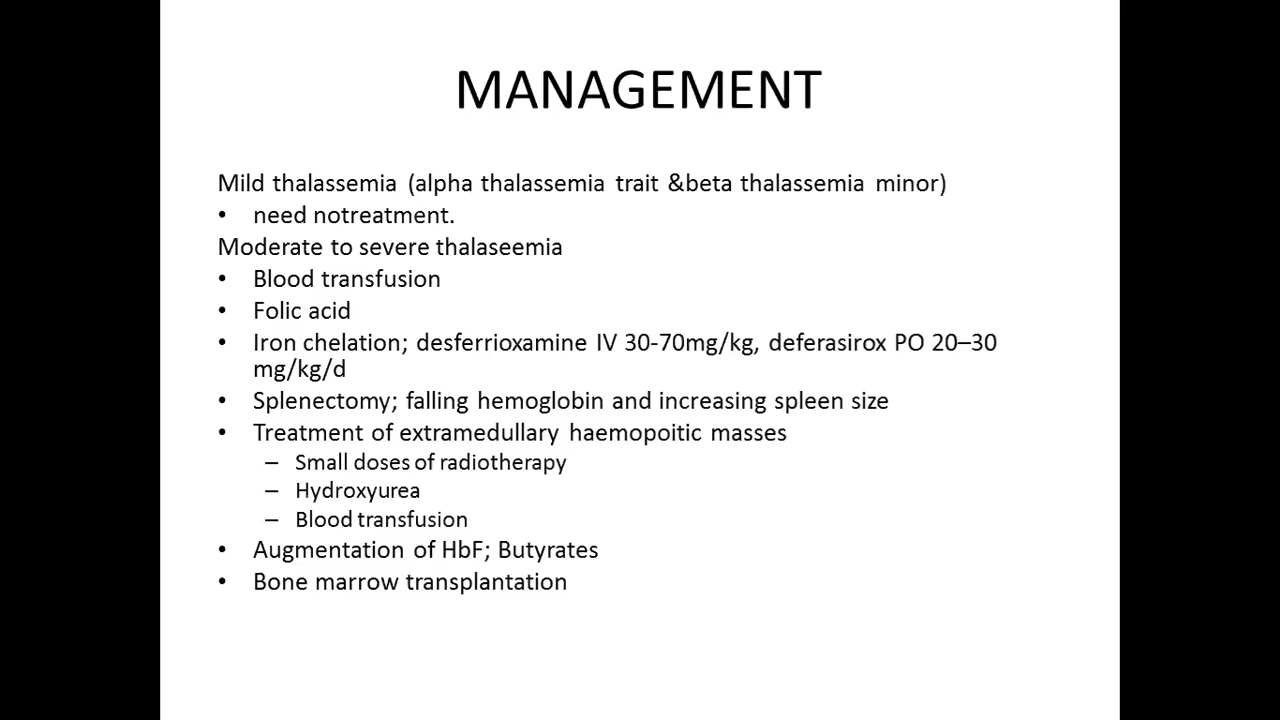 MANAGEMENT
Mild thalassemia (alpha thalassemia trait &beta thalassemia minor)
• need notreatment.
Moderate to severe thalaseemia
• Blood transfusion
• Folic acid
• Iron chelation; desferrioxamine IV 30-70mg/kg, deferasirox PO 20–30
mg/kg/d
• Splenectomy; falling hemoglobin and increasing spleen size
• Treatment of extramedullary haemopoitic masses
– Small doses of radiotherapy
– Hydroxyurea
– Blood transfusion
• Augmentation of HbF; Butyrates
• Bone marrow transplantation